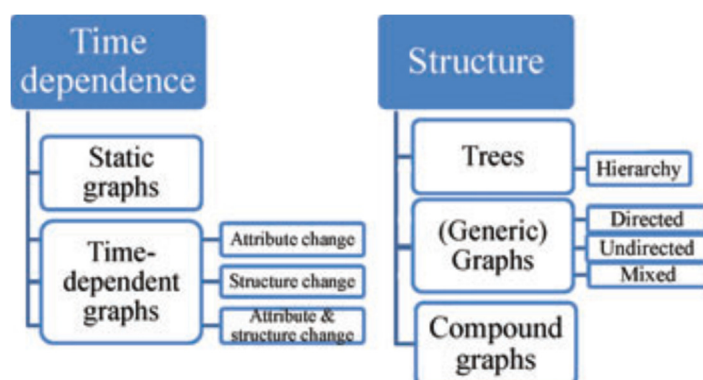 Time
dependence
Static
graphs
Time-
dependent
graphs
Attribute change
Structure change
Attribute &
structure change
Structure
Trees
Hierarchy
(Generic)
Graphs
Directed
Undirected
Mixed
Compound
graphs